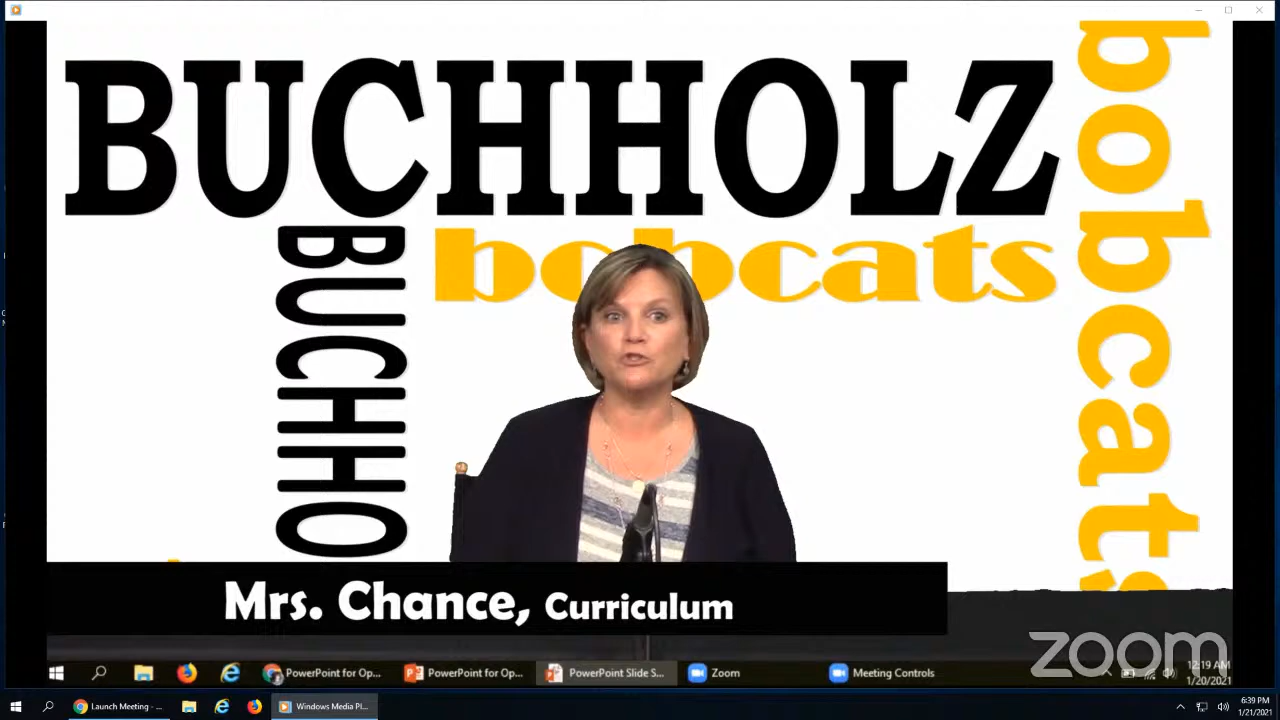 BUCHHOLZ
bobcats
bobcats
BUCHHO
Mrs. Chance, Curriculum
zoom
PowerPoint for Op...
PowerPoint for Op...
PowerPoint Slide S...
Zoom
Meeting Controls
12:19 AM
1/20/2021
Launch Meeting - ...
Windows Media Pl...
6:39 PM
1/21/2021